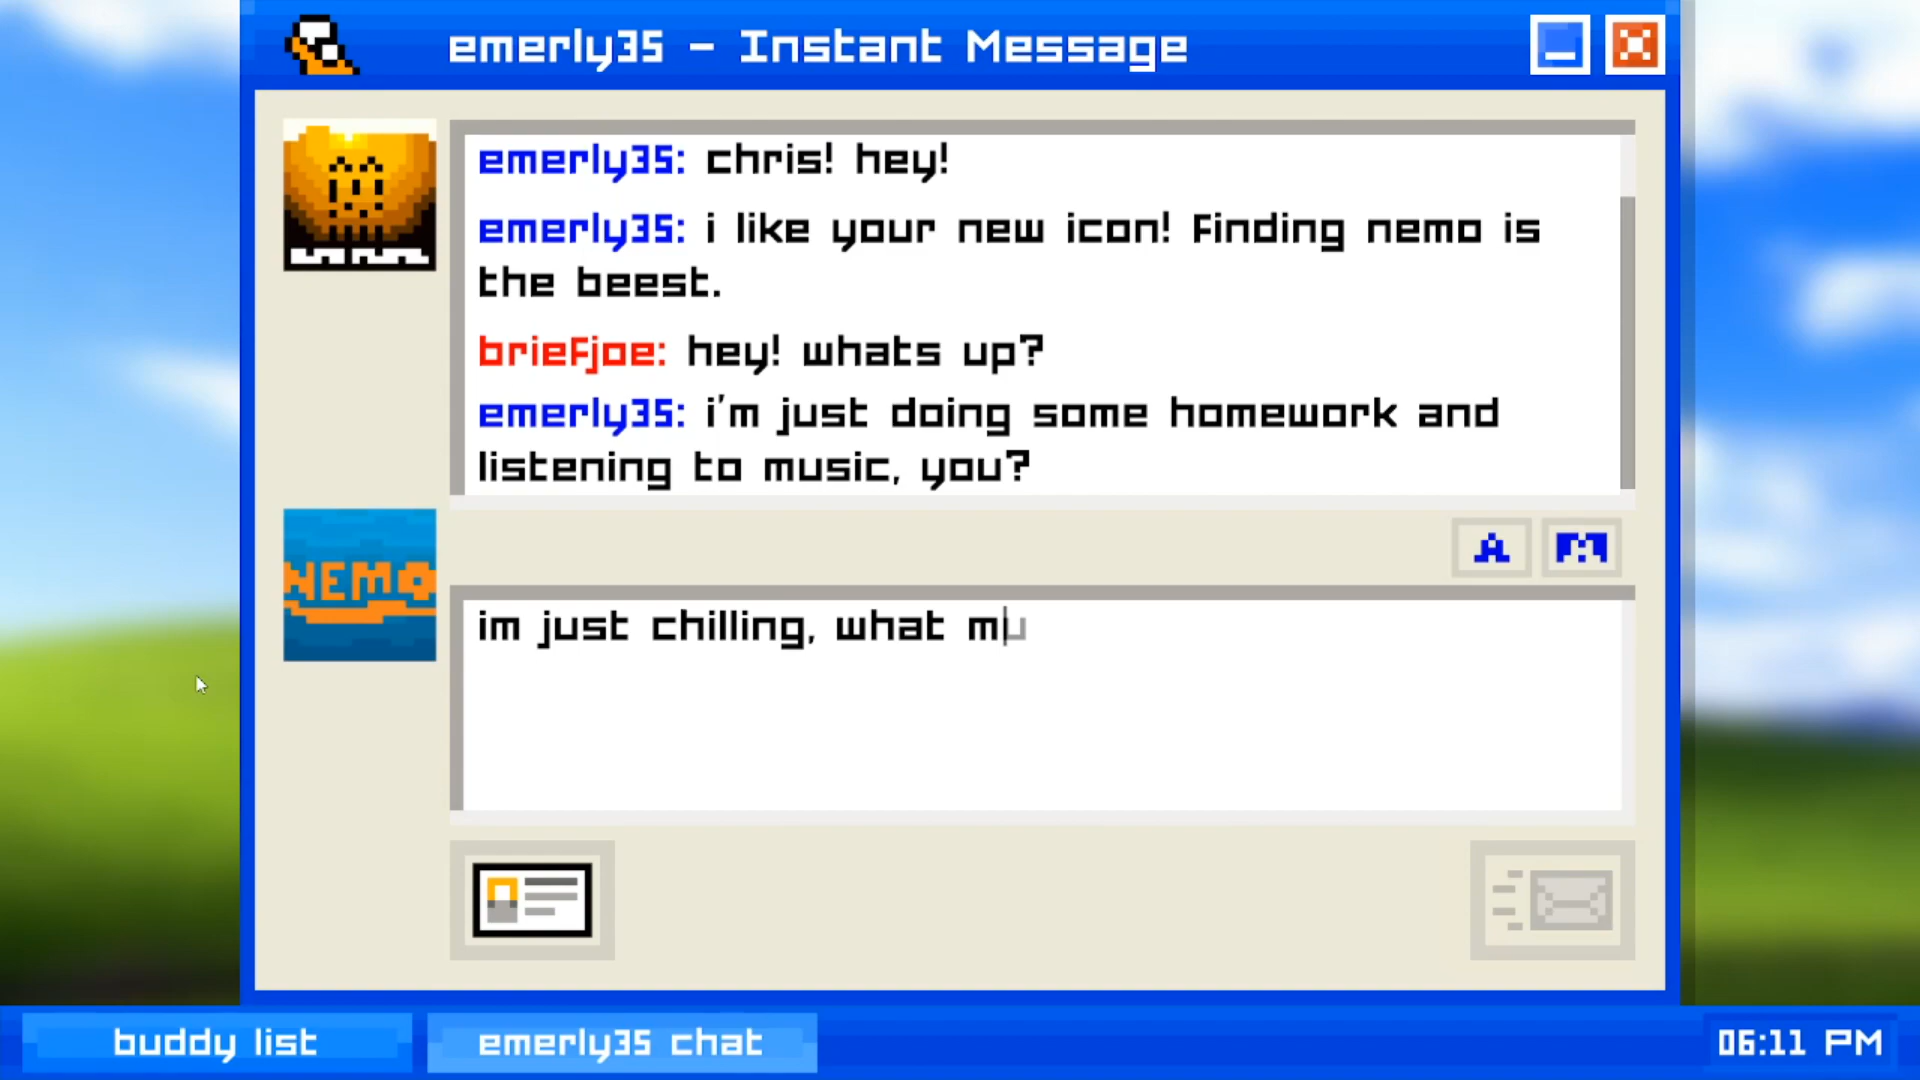 emerly35 - Instant Message
emerly35: chris! hey!
emerly35: i like your new icon! Finding nemo is
the beest.
briefjoe: hey! whats up?
emerly35: i'm just doing some homework and
listening to music, you?
A
NEMO
im just chilling, what mu
buddy list
emerly35 chat
06:11 PM